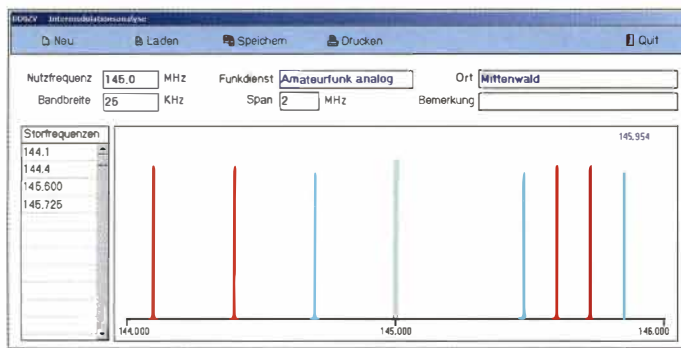 DD6ZV Intermodulationsanalyse
Neu Laden Speichern Drucken Quit
Nutzfrequenz 145.0 MHz Funkdienst Amateurfunk analog Ort Mittenwald
Bandbreite 25 KHz Span 2 MHz Bemerkung
Störfrequenzen
145.954
144.1
144.4
145.600
145.725
144.000 145.000 146.000